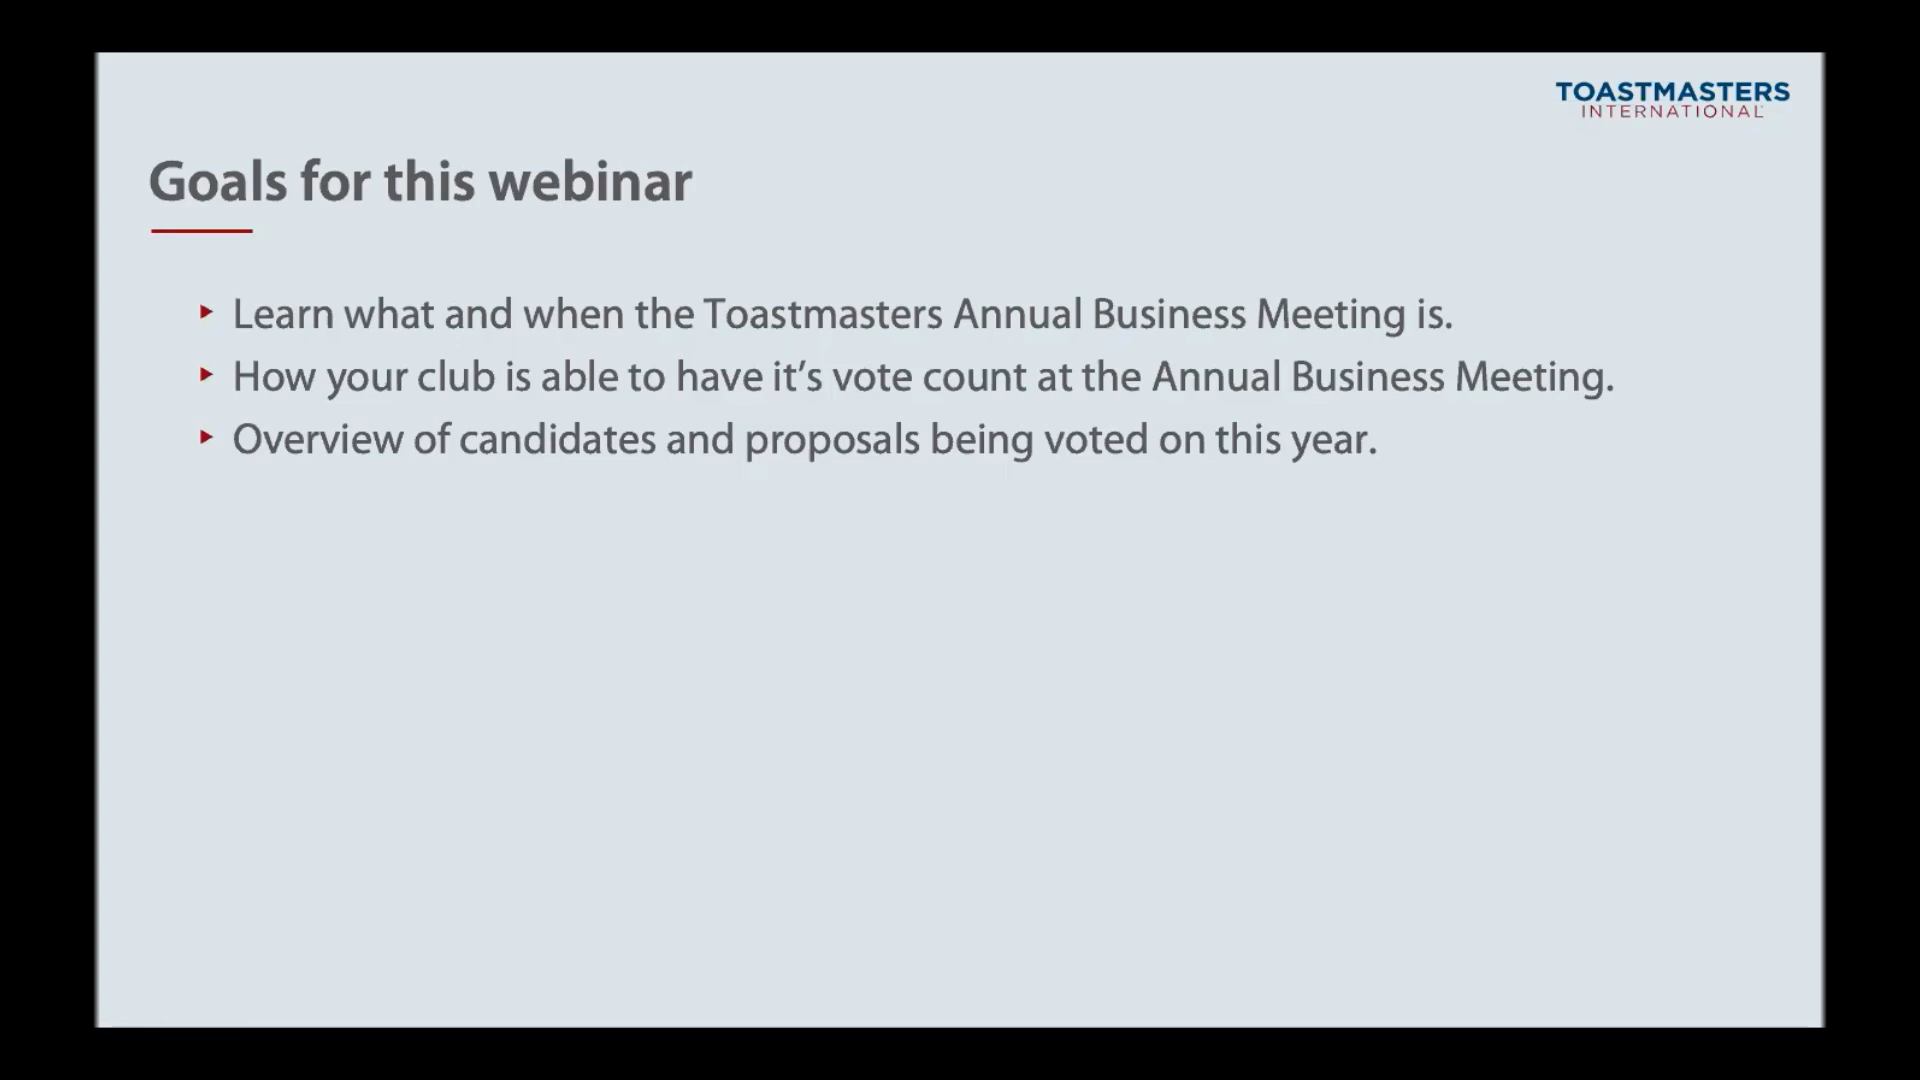 TOASTMASTERS
INTERNATIONAL
Goals for this webinar
Learn what and when the Toastmasters Annual Business Meeting is.
How your club is able to have it’s vote count at the Annual Business Meeting.
Overview of candidates and proposals being voted on this year.